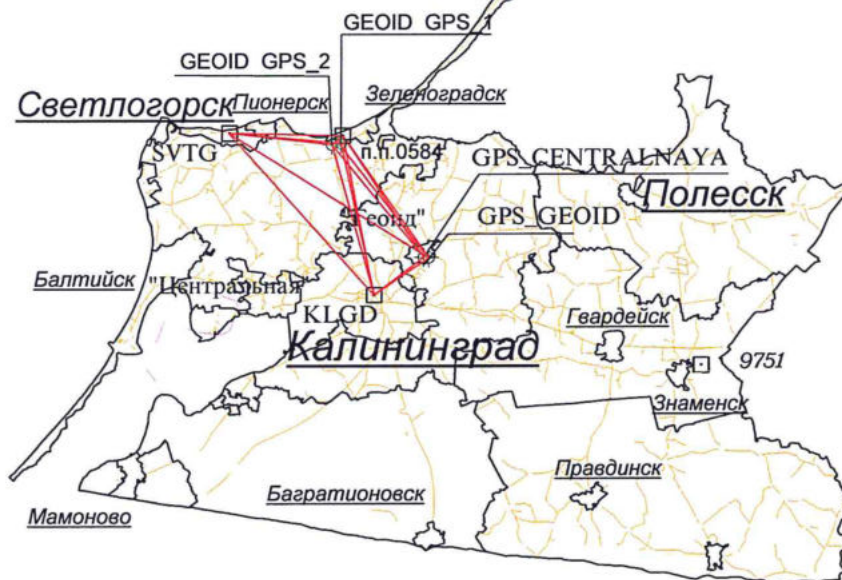 GEOID GPS_1
GEOID GPS_2
Светлогорск
Пионерск
Зеленоградск
SVTG
п.п.0584
GPS_CENTRALNAYA
Полесск
"Геоид"
GPS_GEOID
Балтийск
"Центральная"
KLGD
Гвардейск
Калининград
9751
Знаменск
Правдинск
Багратионовск
Мамоново